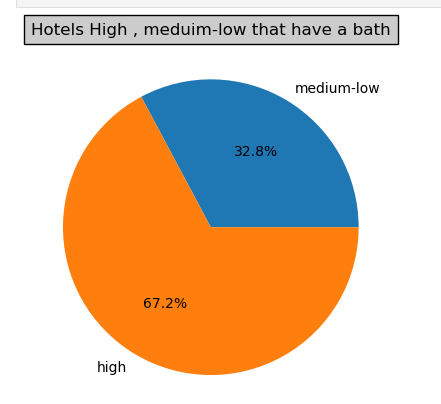 Hotels High , meduim-low that have a bath
medium-low
32.8%
67.2%
high